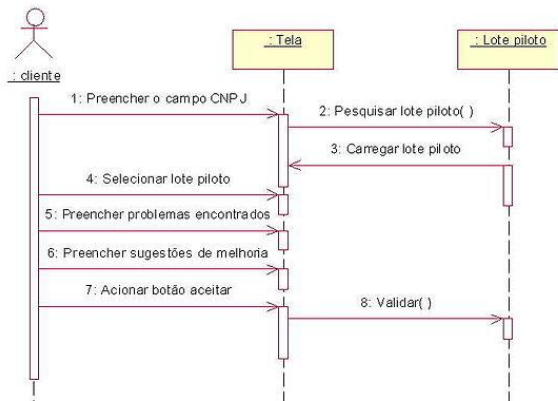 : Tela
: Lote piloto
: cliente
1: Preencher o campo CNPJ
2: Pesquisar lote piloto( )
3: Carregar lote piloto
4: Selecionar lote piloto
5: Preencher problemas encontrados
6: Preencher sugestões de melhoria
7: Acionar botão aceitar
8: Validar( )